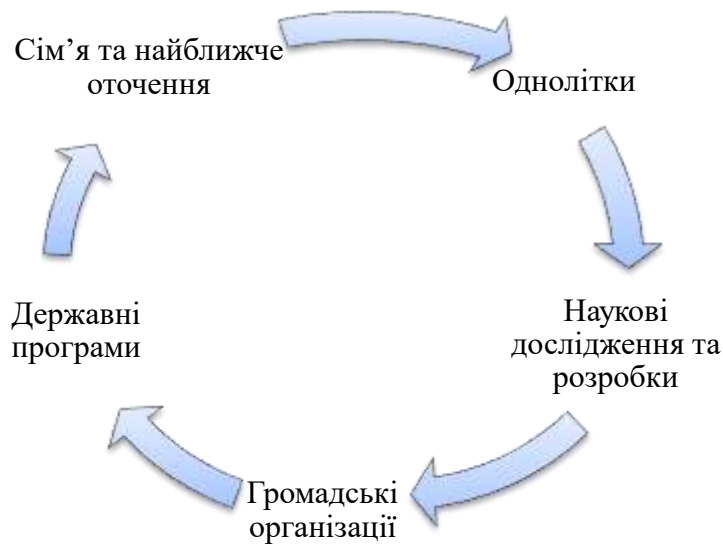 Сім’я та найближче
оточення
Однолітки
Наукові
дослідження та
розробки
Громадські
організації
Державні
програми